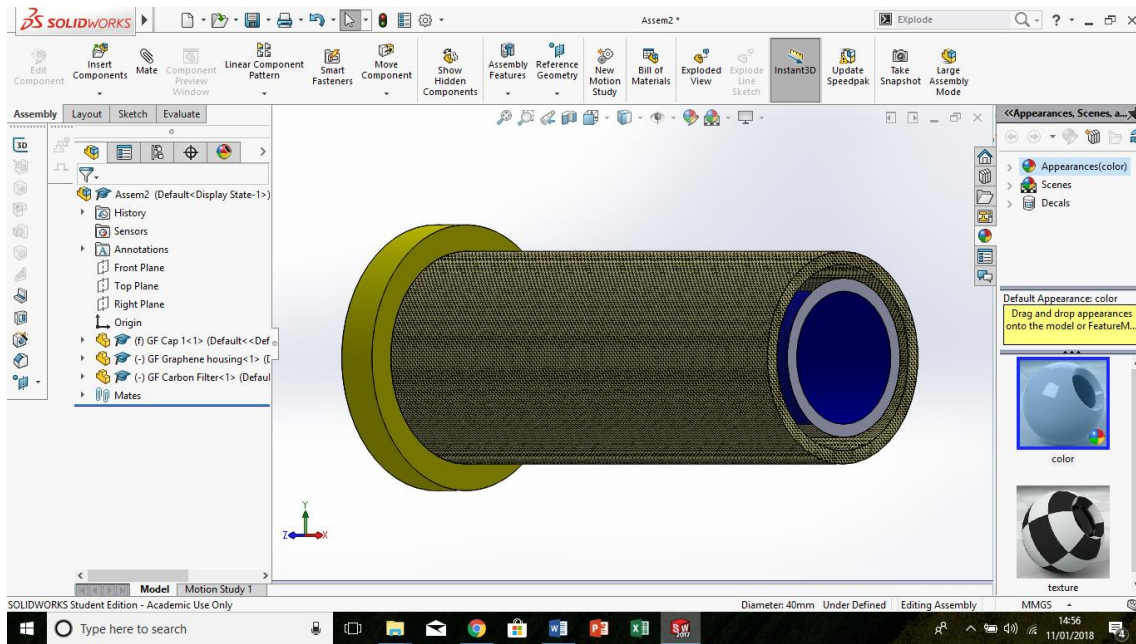 SOLIDWORKS
Assem2 *
EXplode
Edit Component
Insert Components
Mate
Component Preview Window
Linear Component Pattern
Smart Fasteners
Move Component
Show Hidden Components
Assembly Features
Reference Geometry
New Motion Study
Bill of Materials
Exploded View
Explode Line Sketch
Instant3D
Update Speedpak
Take Snapshot
Large Assembly Mode
Assembly
Layout
Sketch
Evaluate
<<Appearances, Scenes, a...
3D
Assem2 (Default<Display State-1>)
History
Sensors
Annotations
Front Plane
Top Plane
Right Plane
Origin
(f) GF Cap 1<1> (Default<<Def
(-) GF Graphene housing<1> (
(-) GF Carbon Filter<1> (Defaul
Mates
Appearances(color)
Scenes
Decals
Default Appearance: color
Drag and drop appearances
onto the model or FeatureM...
color
texture
Y
Z
X
Model
Motion Study 1
SOLIDWORKS Student Edition - Academic Use Only
Diameter: 40mm
Under Defined
Editing Assembly
MMGS
Type here to search
14:56
11/01/2018